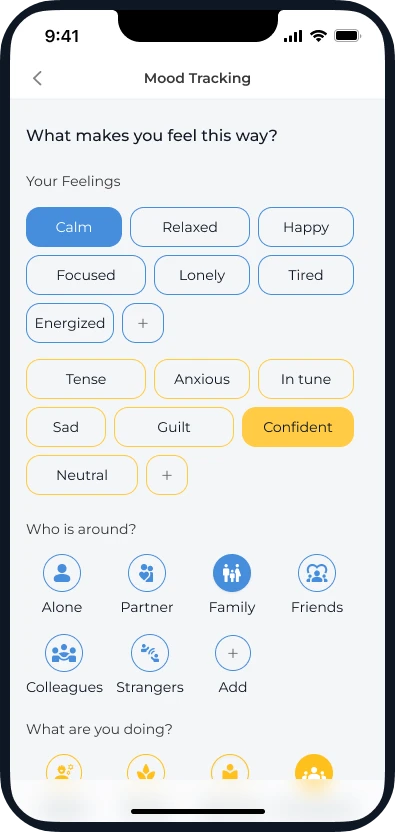 9:41
Mood Tracking
What makes you feel this way?
Your Feelings
Calm Relaxed Happy
Focused Lonely Tired
Energized +
Tense Anxious In tune
Sad Guilt Confident
Neutral +
Who is around?
Alone Partner Family Friends
Colleagues Strangers + Add
What are you doing?